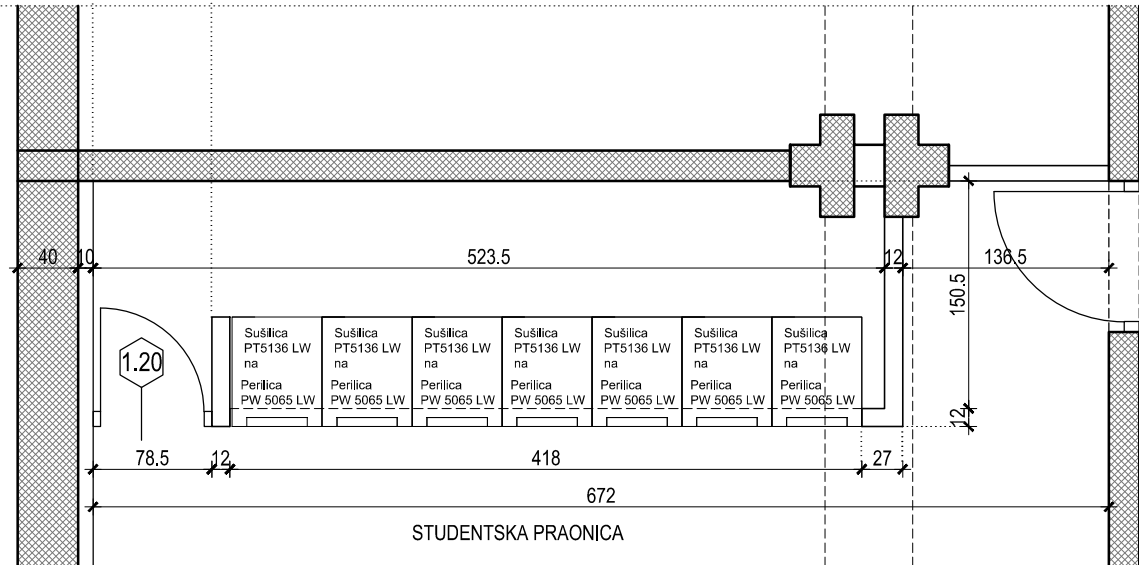 40
10
523.5
12
136.5
150.5
12
1.20
Sušilica
PT5136 LW
na
Perilica
PW 5065 LW
Sušilica
PT5136 LW
na
Perilica
PW 5065 LW
Sušilica
PT5136 LW
na
Perilica
PW 5065 LW
Sušilica
PT5136 LW
na
Perilica
PW 5065 LW
Sušilica
PT5136 LW
na
Perilica
PW 5065 LW
Sušilica
PT5136 LW
na
Perilica
PW 5065 LW
Sušilica
PT5136 LW
na
Perilica
PW 5065 LW
78.5
12
418
27
672
STUDENTSKA PRAONICA